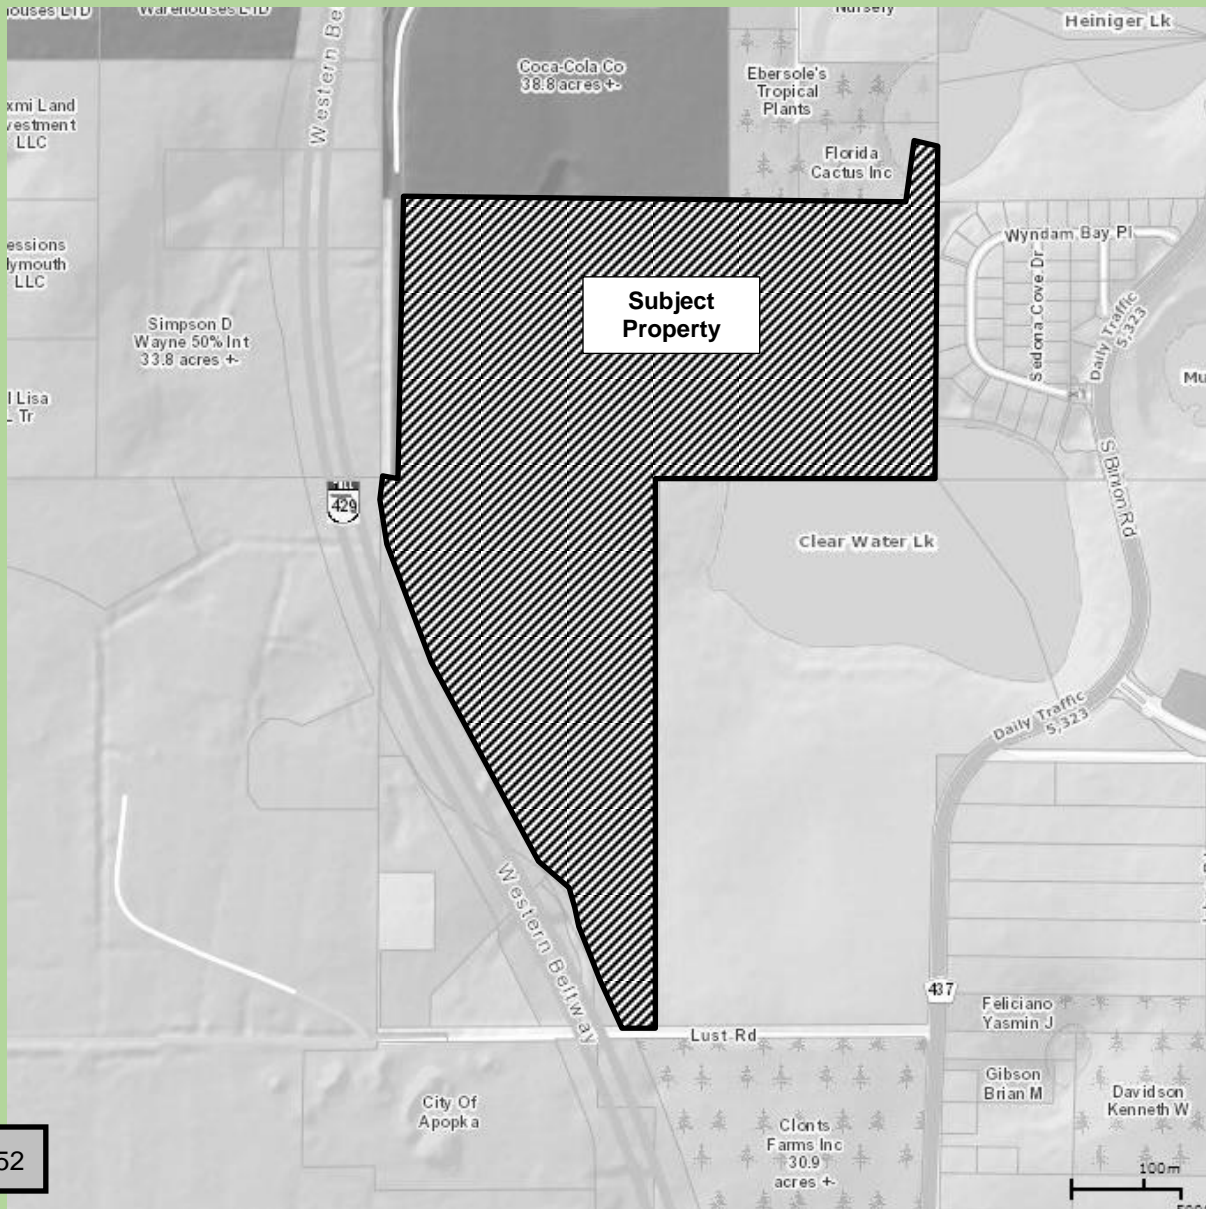 Warehouses LTD
Western Be
Nursery
Heiniger Lk
Coca-Cola Co
38.8 acres +-
Ebersole's
Tropical
Plants
Florida
Cactus Inc
xmi Land
vestment
LLC
Wyndam Bay Pl
Sedona Cove Dr
Daily Traffic
5,323
essions
lymouth
LLC
Subject
Property
Simpson D
Wayne 50% Int
33.8 acres +-
Mu
l Lisa
Tr
S Binion Rd
429
Clear Water Lk
Daily Traffic
5,323
Western Beltway
437
Feliciano
Yasmin J
Lust Rd
Gibson
Brian M
Davidson
Kenneth W
City Of
Apopka
Clonts
Farms Inc
30.9
acres +-
52
100m